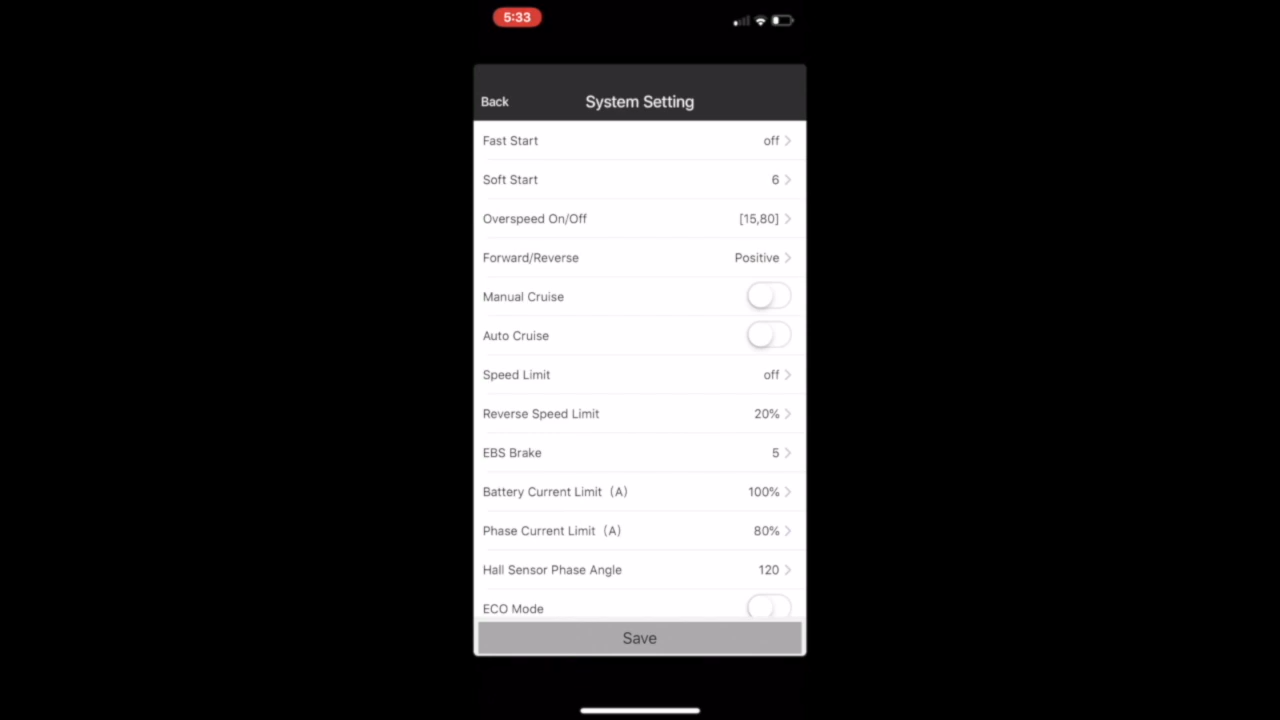 5:33
Back System Setting
Fast Start off
Soft Start 6
Overspeed On/Off [15,80]
Forward/Reverse Positive
Manual Cruise
Auto Cruise
Speed Limit off
Reverse Speed Limit 20%
EBS Brake 5
Battery Current Limit（A） 100%
Phase Current Limit（A） 80%
Hall Sensor Phase Angle 120
ECO Mode
Save